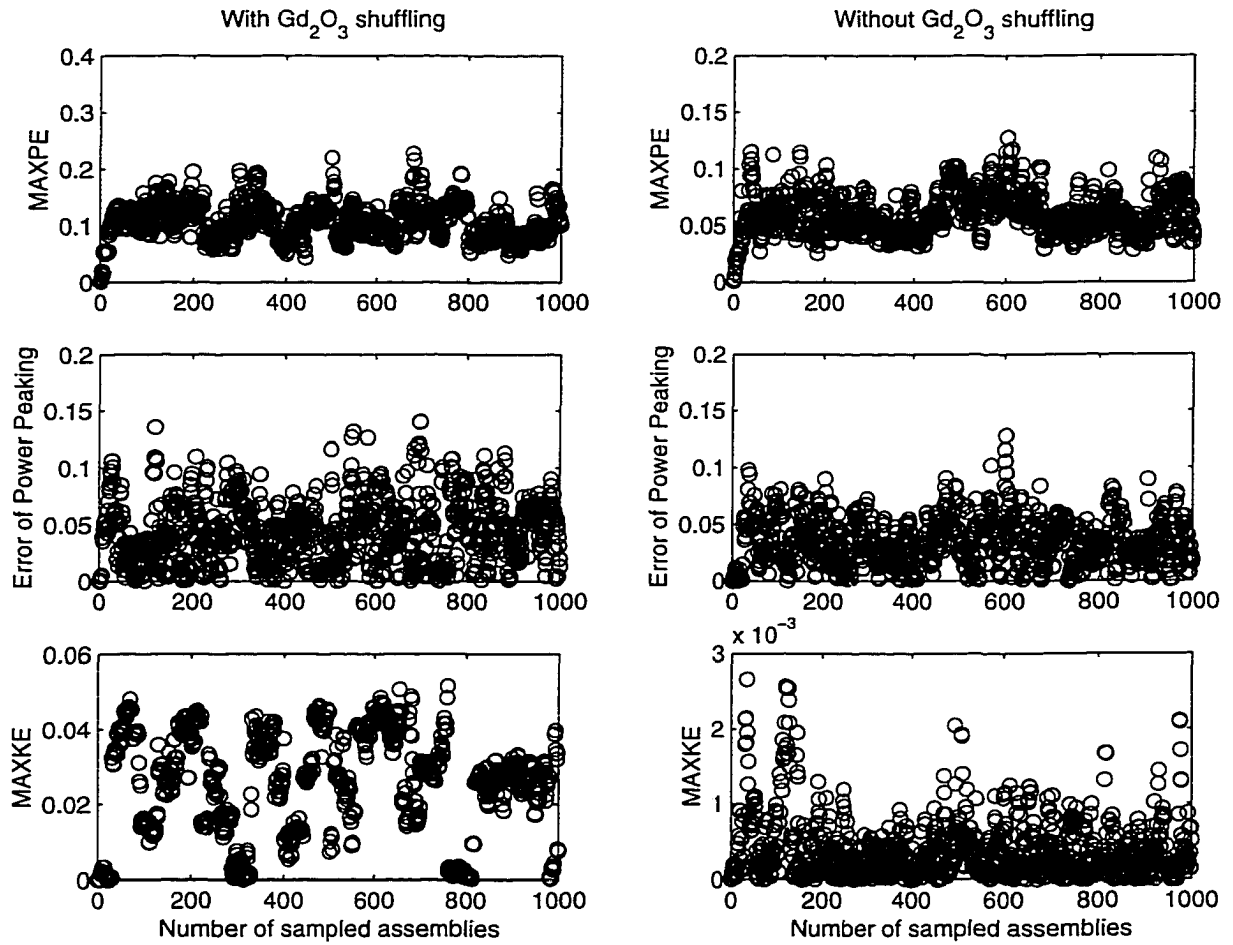 With Gd2O3 shuffling
Without Gd2O3 shuffling
MAXPE
0.4
0.3
0.2
0.1
0
0 200 400 600 800 1000
MAXPE
0.2
0.15
0.1
0.05
0
0 200 400 600 800 1000
Error of Power Peaking
0.2
0.15
0.1
0.05
0
0 200 400 600 800 1000
Error of Power Peaking
0.2
0.15
0.1
0.05
0
0 200 400 600 800 1000
MAXKE
0.06
0.04
0.02
0
0 200 400 600 800 1000
Number of sampled assemblies
x 10^-3
MAXKE
3
2
1
0
0 200 400 600 800 1000
Number of sampled assemblies